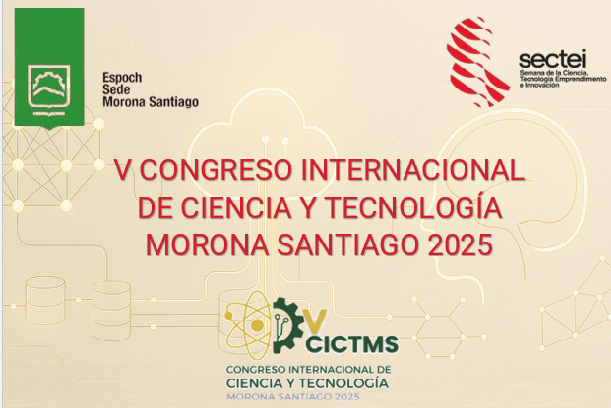 Espoch
Sede
Morona Santiago
sectei
Semana de la Ciencia,
Tecnología Emprendimiento
e Innovación
V CONGRESO INTERNACIONAL
DE CIENCIA Y TECNOLOGÍA
MORONA SANTIAGO 2025
V
CICTMS
CONGRESO INTERNACIONAL DE
CIENCIA Y TECNOLOGÍA
MORONA SANTIAGO 2025